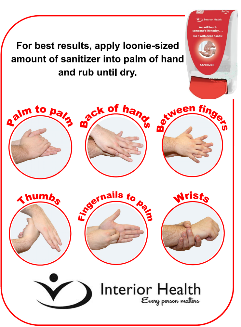 For best results, apply loonie-sized
amount of sanitizer into palm of hand
and rub until dry.
Palm to palm
Back of hands
Between fingers
Thumbs
Fingernails to palm
Wrists
Interior Health
Every person matters